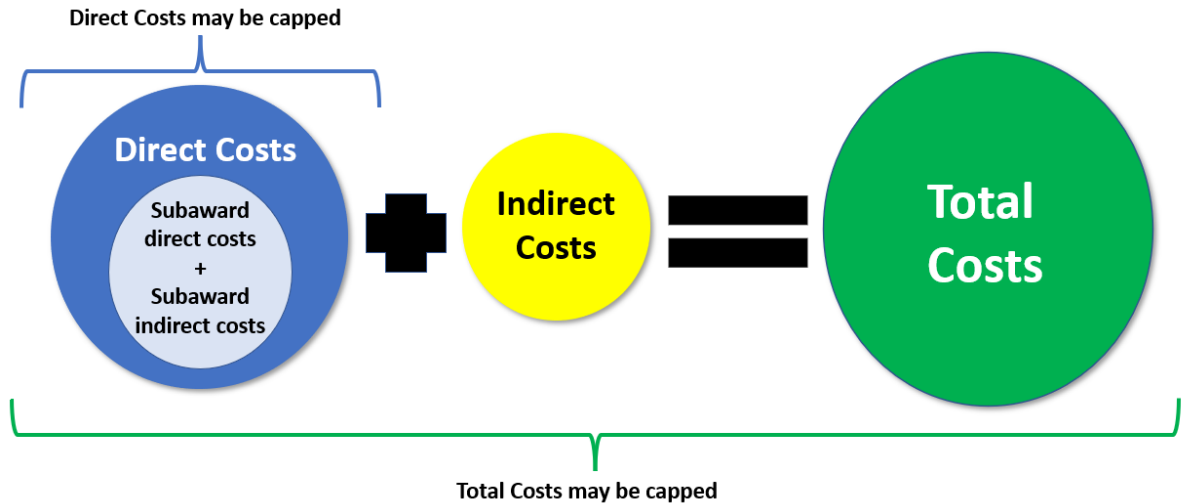 Direct Costs may be capped
Direct Costs
Subaward
direct costs
+
Subaward
indirect costs
Indirect
Costs
Total
Costs
Total Costs may be capped